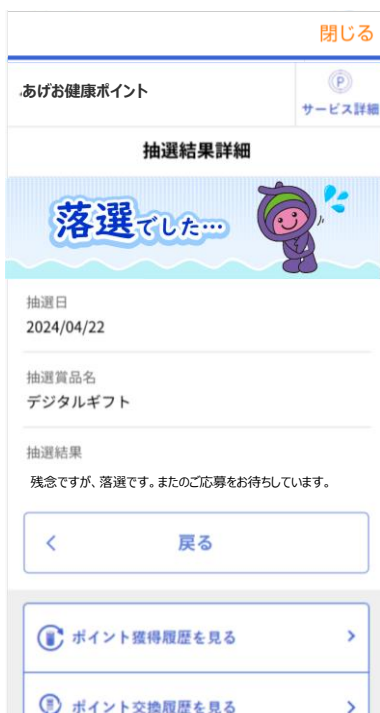 閉じる
あげお健康ポイント
P
サービス詳細
抽選結果詳細
落選でした…
抽選日
2024/04/22
抽選賞品名
デジタルギフト
抽選結果
残念ですが、落選です。またのご応募をお待ちしています。
戻る
ポイント獲得履歴を見る
ポイント交換履歴を見る